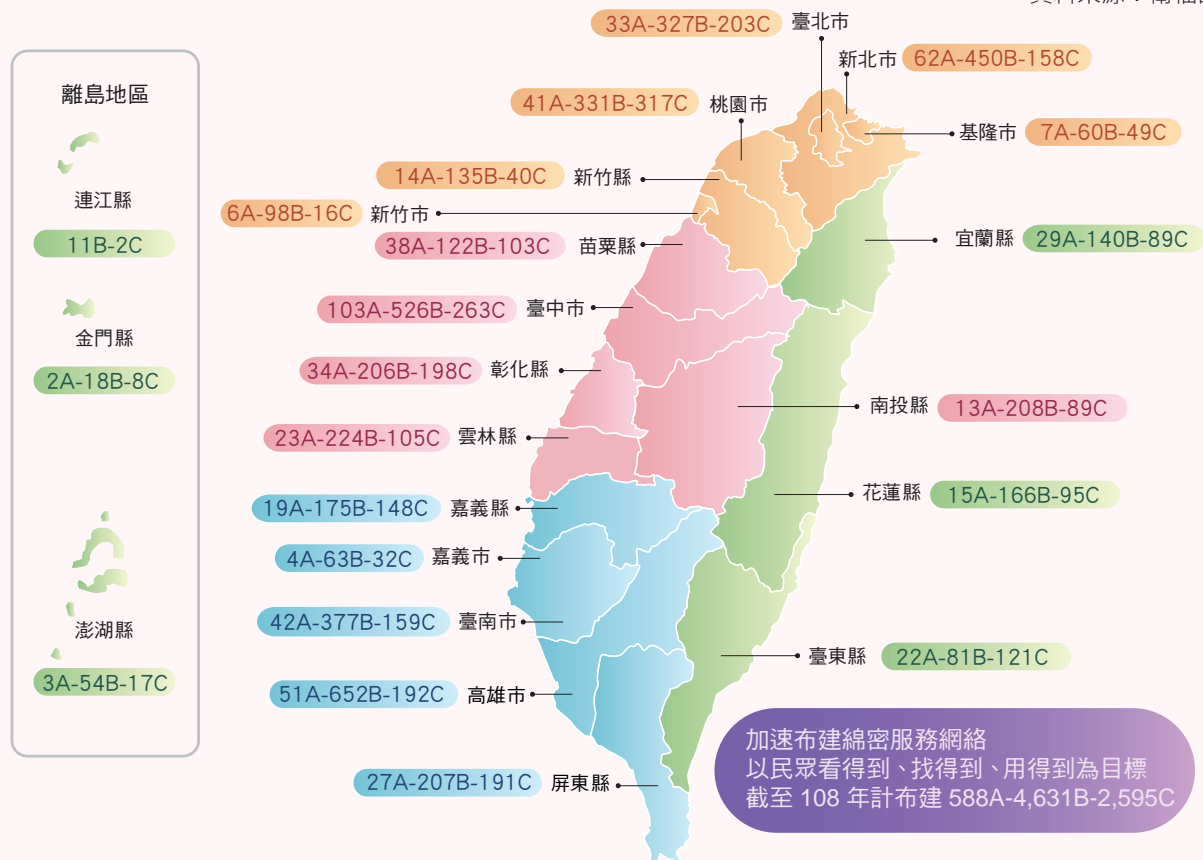 資料來源：衛福部
33A-327B-203C 臺北市
新北市 62A-450B-158C
41A-331B-317C 桃園市
基隆市 7A-60B-49C
14A-135B-40C 新竹縣
6A-98B-16C 新竹市
38A-122B-103C 苗栗縣
宜蘭縣 29A-140B-89C
103A-526B-263C 臺中市
34A-206B-198C 彰化縣
南投縣 13A-208B-89C
23A-224B-105C 雲林縣
花蓮縣 15A-166B-95C
19A-175B-148C 嘉義縣
4A-63B-32C 嘉義市
42A-377B-159C 臺南市
臺東縣 22A-81B-121C
51A-652B-192C 高雄市
27A-207B-191C 屏東縣
離島地區
連江縣
11B-2C
金門縣
2A-18B-8C
澎湖縣
3A-54B-17C
加速布建綿密服務網絡
以民眾看得到、找得到、用得到為目標
截至 108 年計布建 588A-4,631B-2,595C